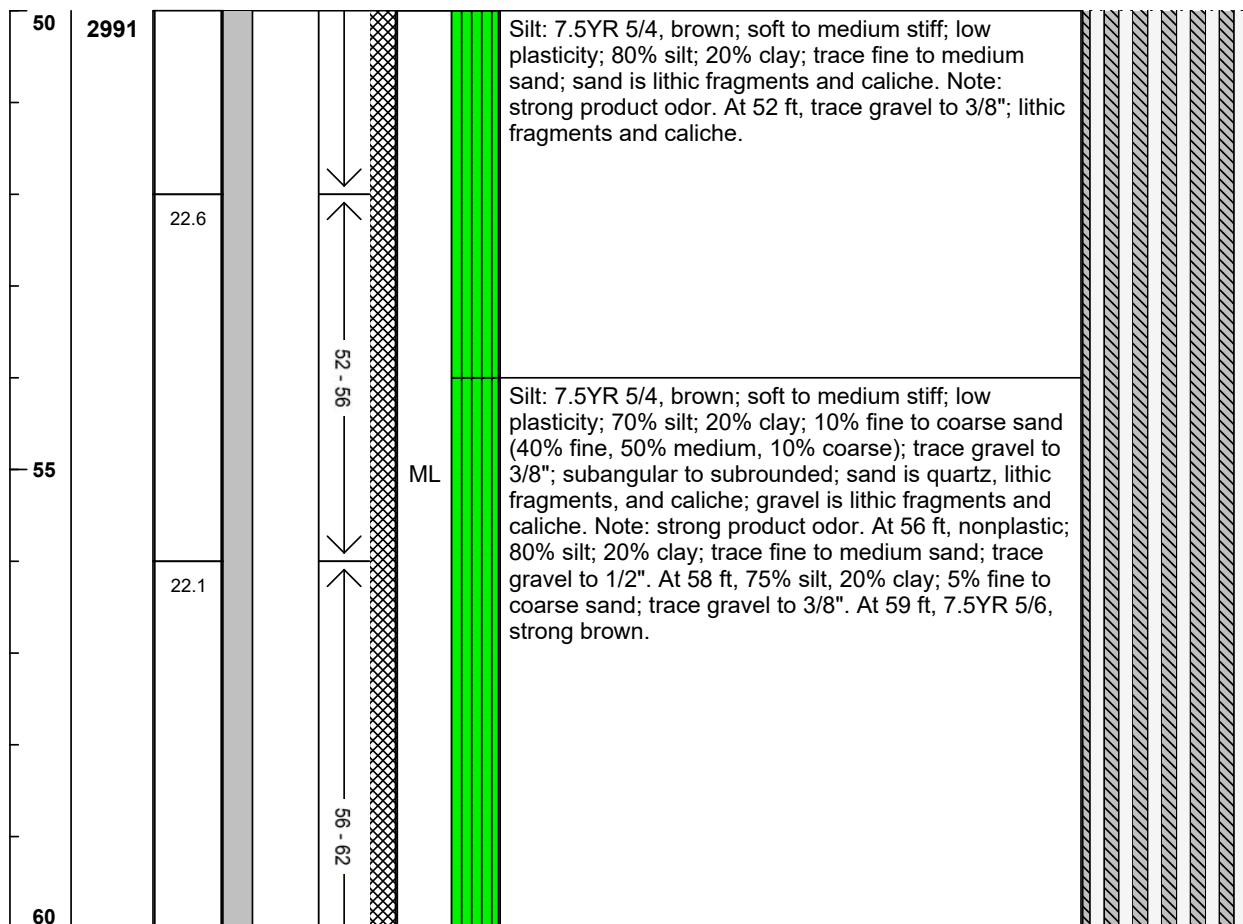 50
2991
Silt: 7.5YR 5/4, brown; soft to medium stiff; low
plasticity; 80% silt; 20% clay; trace fine to medium
sand; sand is lithic fragments and caliche. Note:
strong product odor. At 52 ft, trace gravel to 3/8"; lithic
fragments and caliche.
22.6
52 - 56
Silt: 7.5YR 5/4, brown; soft to medium stiff; low
plasticity; 70% silt; 20% clay; 10% fine to coarse sand
(40% fine, 50% medium, 10% coarse); trace gravel to
3/8"; subangular to subrounded; sand is quartz, lithic
fragments, and caliche; gravel is lithic fragments and
caliche. Note: strong product odor. At 56 ft, nonplastic;
80% silt; 20% clay; trace fine to medium sand; trace
gravel to 1/2". At 58 ft, 75% silt, 20% clay; 5% fine to
coarse sand; trace gravel to 3/8". At 59 ft, 7.5YR 5/6,
strong brown.
55
ML
22.1
56 - 62
60